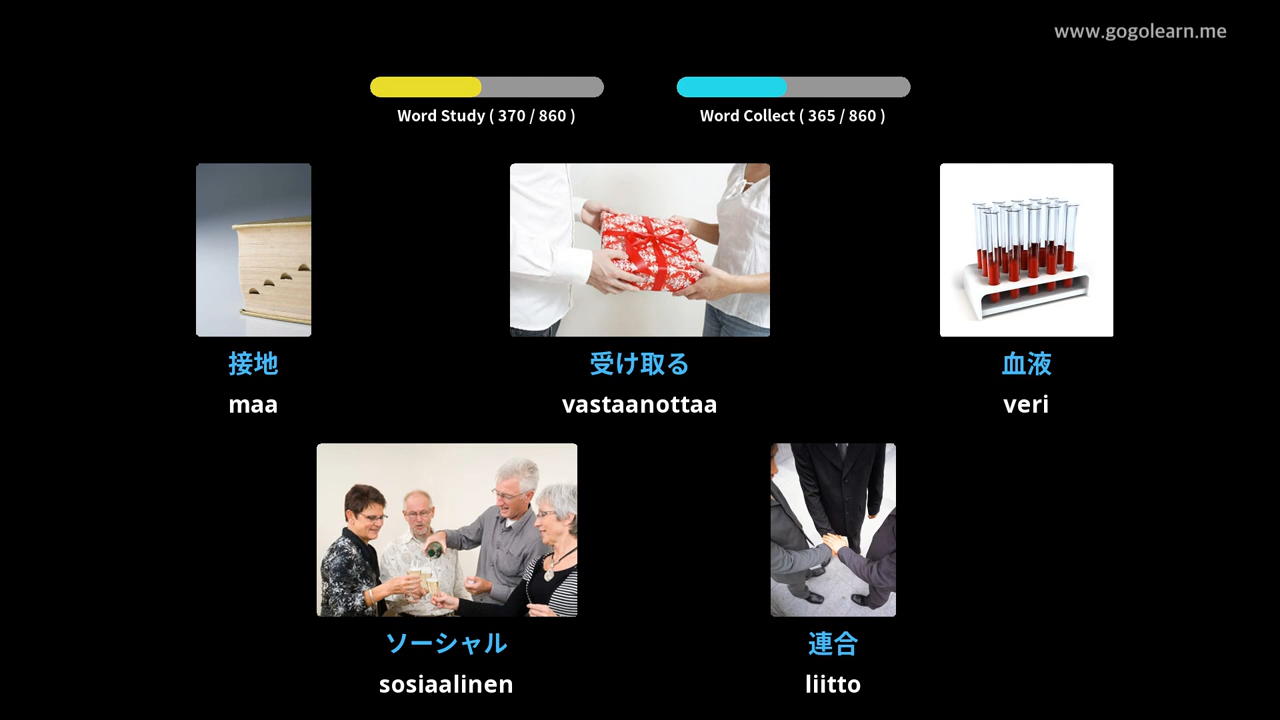 www.gogolearn.me
Word Study ( 370 / 860 )
Word Collect ( 365 / 860 )
接地
maa
受け取る
vastaanottaa
血液
veri
ソーシャル
sosiaalinen
連合
liitto